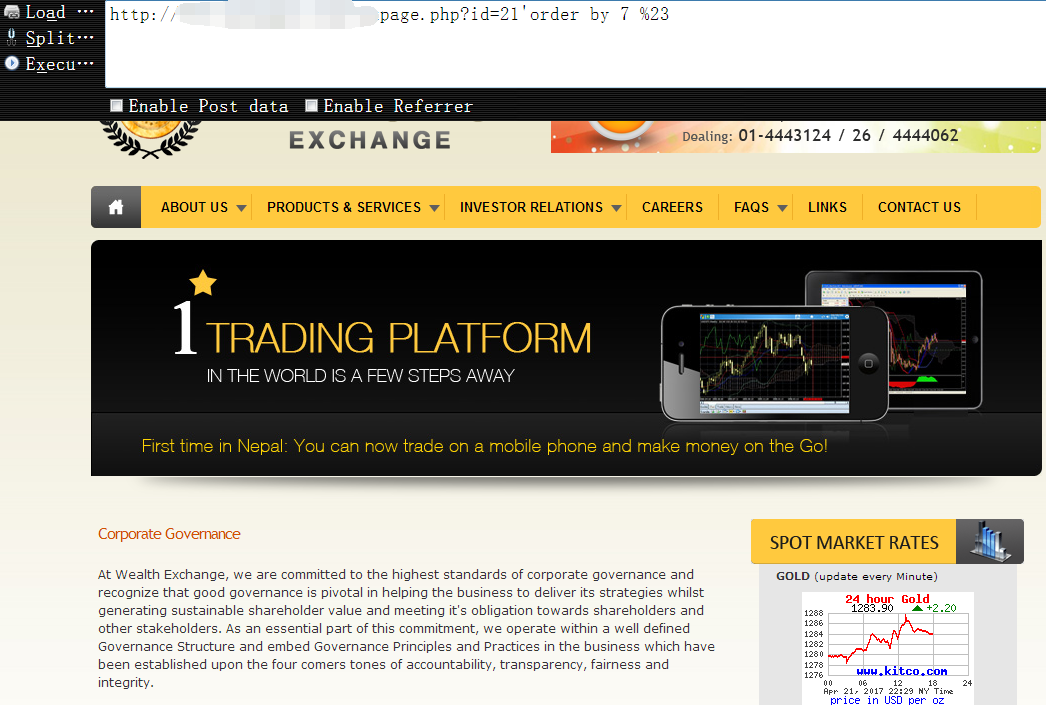 Load ···
http://
page.php?id=21'order by 7 %23
Split···
Execu···
Enable Post data
Enable Referrer
EXCHANGE
Dealing: 01-4443124 / 26 / 4444062
ABOUT US
PRODUCTS & SERVICES
INVESTOR RELATIONS
CAREERS
FAQS
LINKS
CONTACT US
1 TRADING PLATFORM
IN THE WORLD IS A FEW STEPS AWAY
First time in Nepal: You can now trade on a mobile phone and make money on the Go!
Corporate Governance
At Wealth Exchange, we are committed to the highest standards of corporate governance and
recognize that good governance is pivotal in helping the business to deliver its strategies whilst
generating sustainable shareholder value and meeting it's obligation towards shareholders and
other stakeholders. As an essential part of this commitment, we operate within a well defined
Governance Structure and embed Governance Principles and Practices in the business which have
been established upon the four comers tones of accountability, transparency, fairness and
integrity.
SPOT MARKET RATES
GOLD (update every Minute)
24 hour Gold
1283.90 +2.20
1288
1286
1284
1282
1280
1278
1276
www.kitco.com
00 06 12 18 24
Apr 21, 2017 22:29 NY Time
price in USD per oz